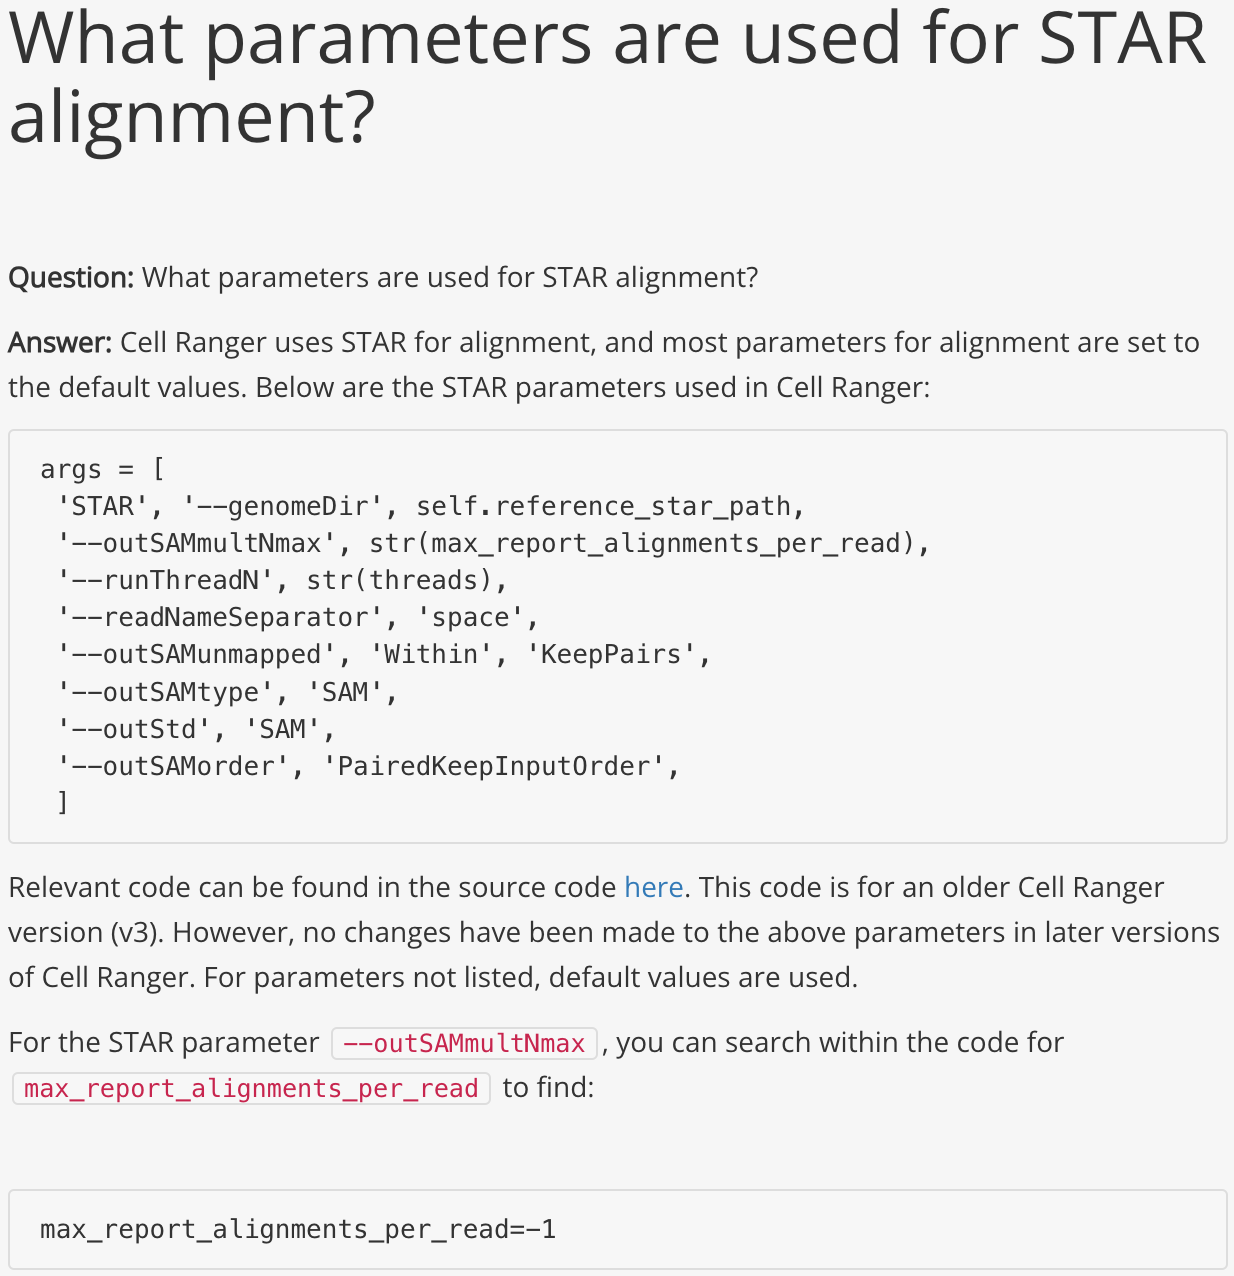 What parameters are used for STAR
alignment?
Question: What parameters are used for STAR alignment?
Answer: Cell Ranger uses STAR for alignment, and most parameters for alignment are set to
the default values. Below are the STAR parameters used in Cell Ranger:
args = [
 'STAR', '--genomeDir', self.reference_star_path,
 '--outSAMmultNmax', str(max_report_alignments_per_read),
 '--runThreadN', str(threads),
 '--readNameSeparator', 'space',
 '--outSAMunmapped', 'Within', 'KeepPairs',
 '--outSAMtype', 'SAM',
 '--outStd', 'SAM',
 '--outSAMorder', 'PairedKeepInputOrder',
 ]
Relevant code can be found in the source code here. This code is for an older Cell Ranger
version (v3). However, no changes have been made to the above parameters in later versions
of Cell Ranger. For parameters not listed, default values are used.
For the STAR parameter --outSAMmultNmax, you can search within the code for
max_report_alignments_per_read to find:
max_report_alignments_per_read=-1